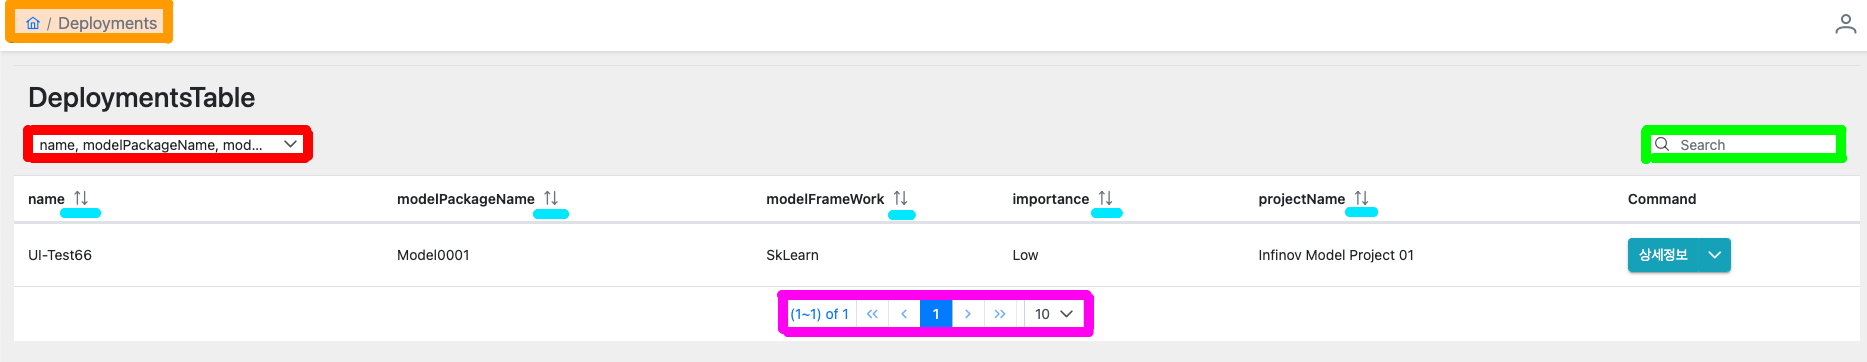 / Deployments
DeploymentsTable
name, modelPackageName, mod...
Search
name modelPackageName modelFrameWork importance projectName Command
UI-Test66 Model0001 SkLearn Low Infinov Model Project 01 상세정보
(1~1) of 1 « ‹ 1 › » 10